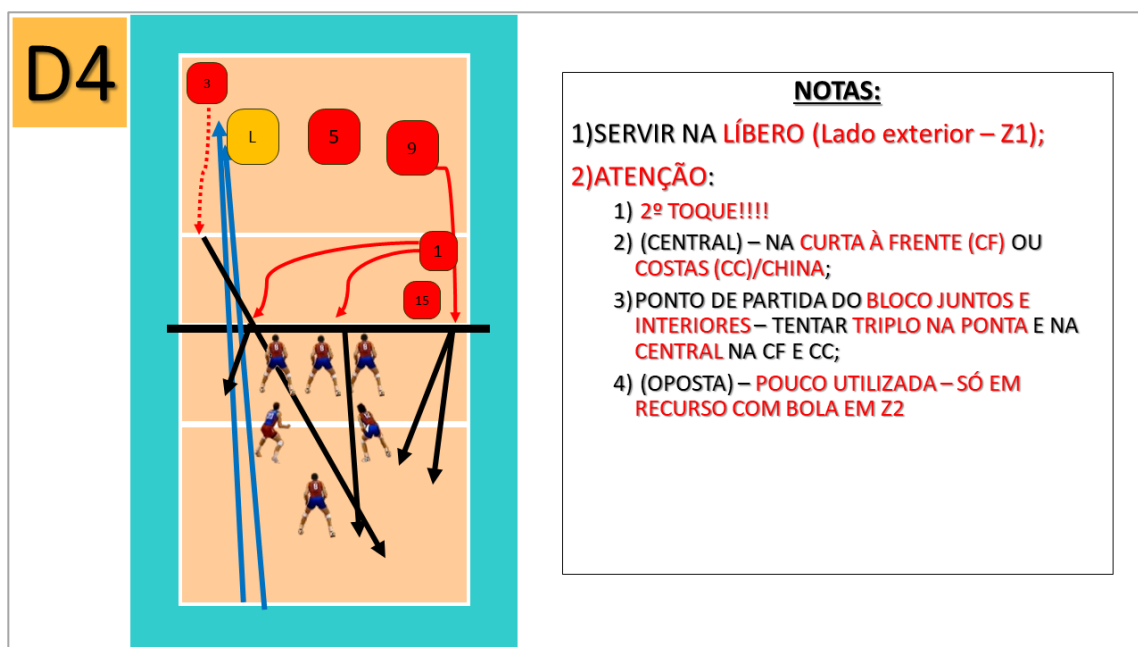 D4
3
L
5
9
1
15
NOTAS:
1)SERVIR NA LÍBERO (Lado exterior – Z1);
2)ATENÇÃO:
1) 2º TOQUE!!!!
2) (CENTRAL) – NA CURTA À FRENTE (CF) OU
COSTAS (CC)/CHINA;
3)PONTO DE PARTIDA DO BLOCO JUNTOS E
INTERIORES – TENTAR TRIPLO NA PONTA E NA
CENTRAL NA CF E CC;
4) (OPOSTA) – POUCO UTILIZADA – SÓ EM
RECURSO COM BOLA EM Z2